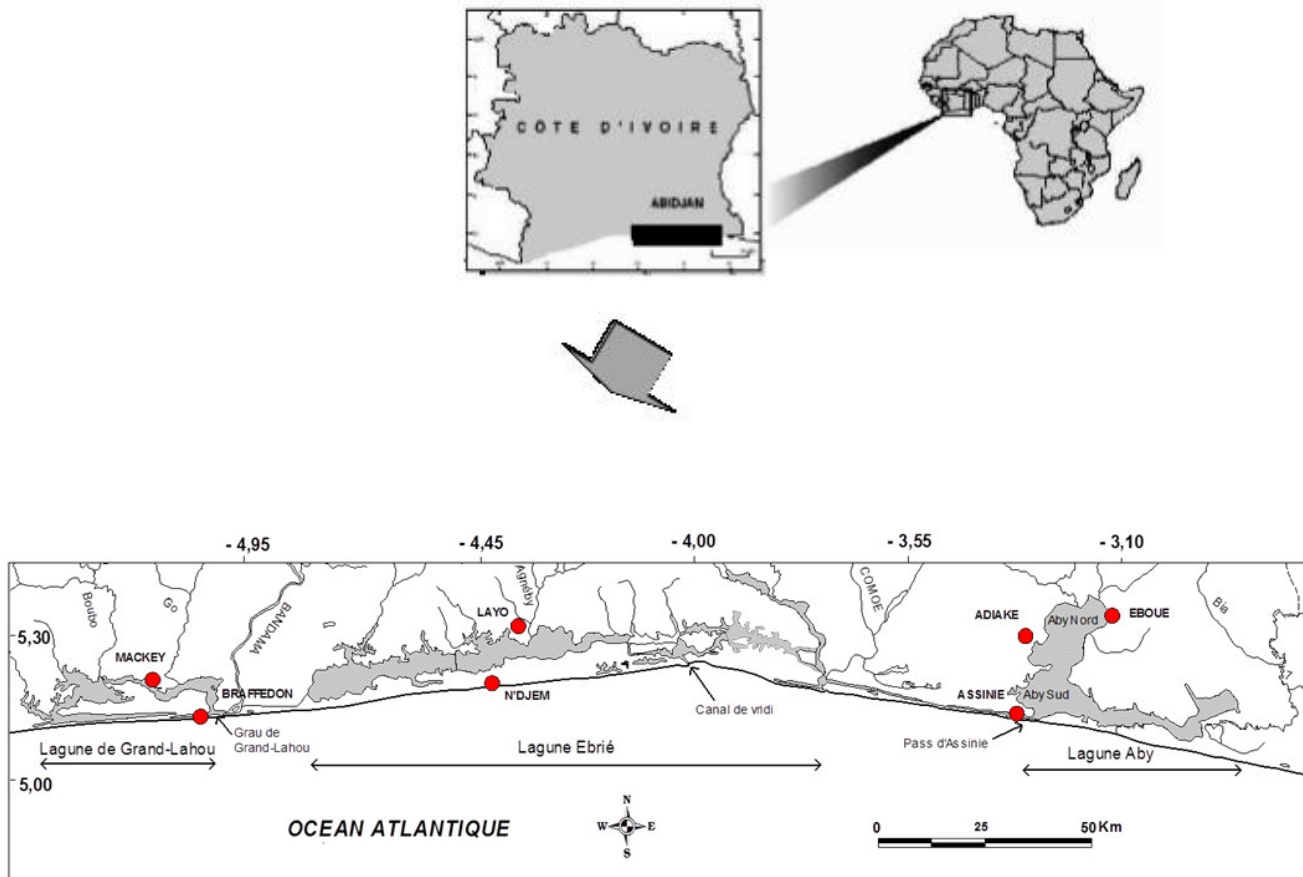 CÔTE D'IVOIRE
ABIDJAN
- 4,95
- 4,45
- 4,00
- 3,55
- 3,10
Boubo
Go
BANDAMA
Agnéby
COMOE
Bia
LAYO
ADIAKE
Aby Nord
EBOUE
5,30
MACKEY
BRAFFEDON
N'DJEM
ASSINIE
Aby Sud
Grau de
Grand-Lahou
Canal de vridi
Pass d'Assinie
Lagune de Grand-Lahou
Lagune Ebrié
Lagune Aby
5,00
OCEAN ATLANTIQUE
N
W
E
S
0
25
50 Km